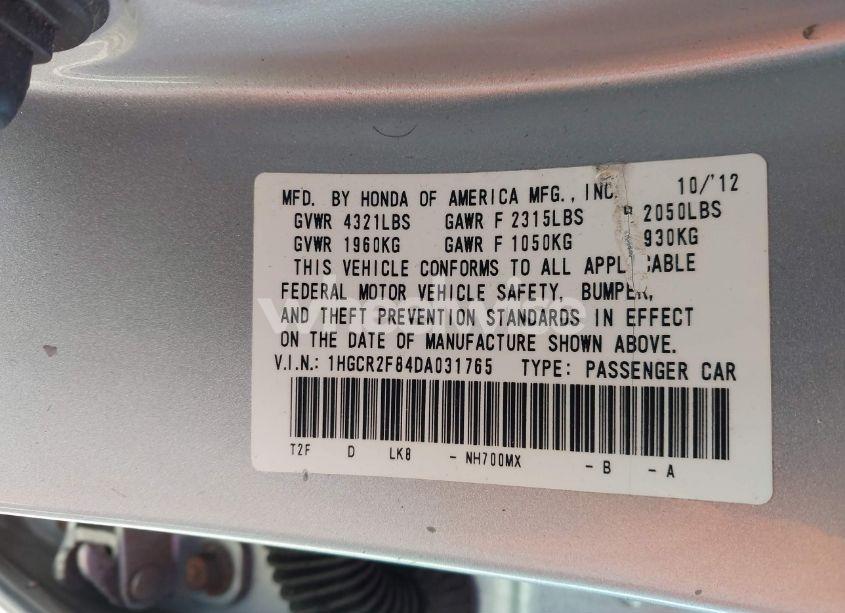 MFD. BY HONDA OF AMERICA MFG., INC. 10/'12
GVWR 4321LBS GAWR F 2315LBS 2050LBS
GVWR 1960KG GAWR F 1050KG 930KG
THIS VEHICLE CONFORMS TO ALL APPLICABLE
FEDERAL MOTOR VEHICLE SAFETY, BUMPER,
AND THEFT PREVENTION STANDARDS IN EFFECT
ON THE DATE OF MANUFACTURE SHOWN ABOVE.
V.I.N.: 1HGCR2F84DA031765 TYPE: PASSENGER CAR
T2F D LK8 - NH700MX - B - A